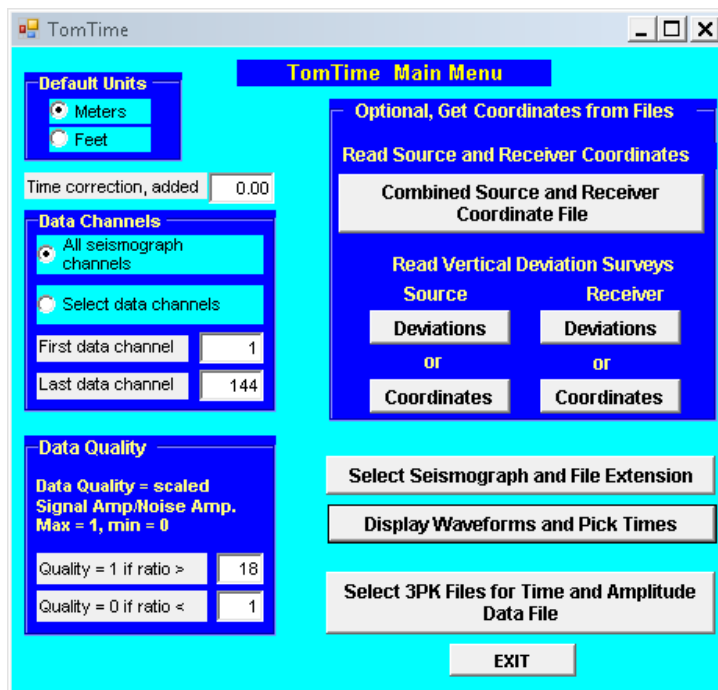 TomTime
TomTime Main Menu
Default Units
Meters
Feet
Time correction, added 0.00
Data Channels
All seismograph
channels
Select data channels
First data channel 1
Last data channel 144
Data Quality
Data Quality = scaled
Signal Amp/Noise Amp.
Max = 1, min = 0
Quality = 1 if ratio > 18
Quality = 0 if ratio < 1
Optional, Get Coordinates from Files
Read Source and Receiver Coordinates
Combined Source and Receiver
Coordinate File
Read Vertical Deviation Surveys
Source Receiver
Deviations Deviations
or or
Coordinates Coordinates
Select Seismograph and File Extension
Display Waveforms and Pick Times
Select 3PK Files for Time and Amplitude
Data File
EXIT